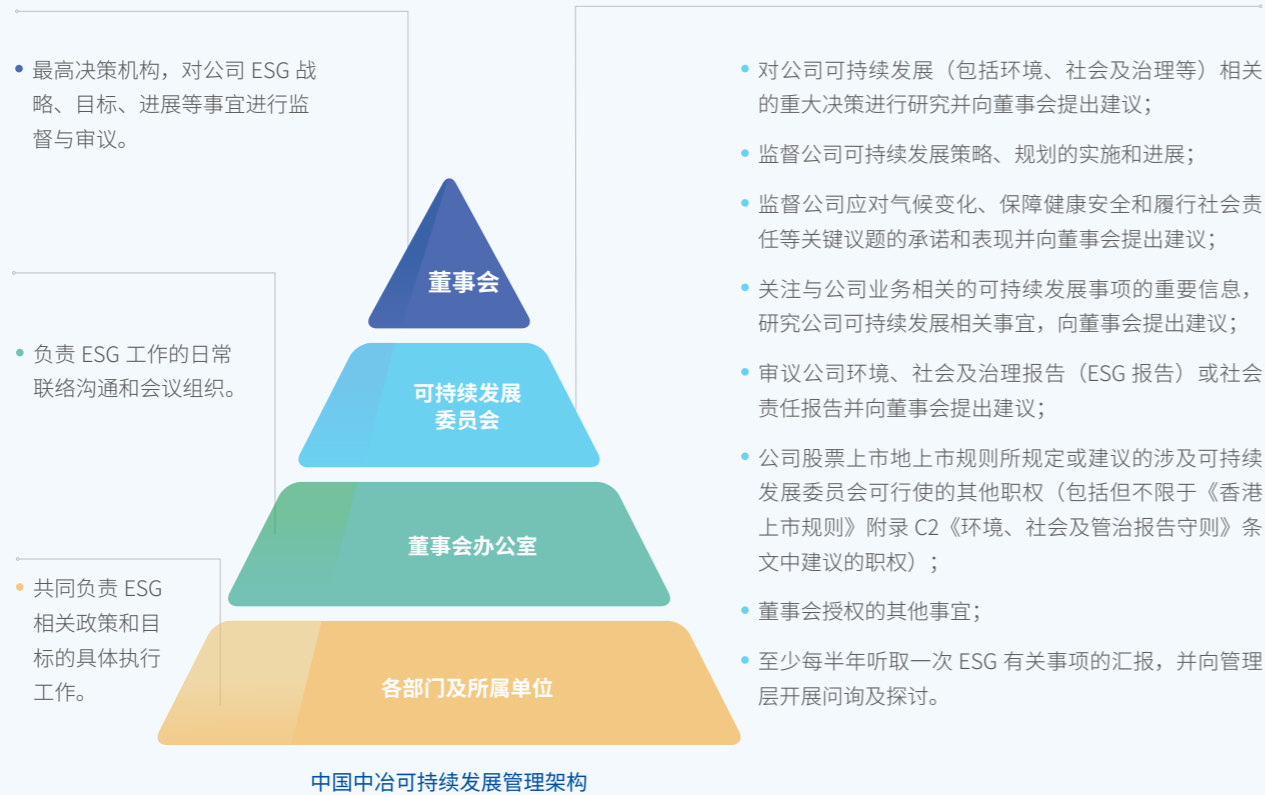 最高决策机构，对公司 ESG 战
略、目标、进展等事宜进行监
督与审议。
负责 ESG 工作的日常
联络沟通和会议组织。
共同负责 ESG
相关政策和目
标的具体执行
工作。
董事会
可持续发展
委员会
董事会办公室
各部门及所属单位
对公司可持续发展（包括环境、社会及治理等）相关
的重大决策进行研究并向董事会提出建议；
监督公司可持续发展策略、规划的实施和进展；
监督公司应对气候变化、保障健康安全和履行社会责
任等关键议题的承诺和表现并向董事会提出建议；
关注与公司业务相关的可持续发展事项的重要信息，
研究公司可持续发展相关事宜，向董事会提出建议；
审议公司环境、社会及治理报告（ESG 报告）或社会
责任报告并向董事会提出建议；
公司股票上市地上市规则所规定或建议的涉及可持续
发展委员会可行使的其他职权（包括但不限于《香港
上市规则》附录 C2《环境、社会及管治报告守则》条
文中建议的职权）；
董事会授权的其他事宜；
至少每半年听取一次 ESG 有关事项的汇报，并向管理
层开展问询及探讨。
中国中冶可持续发展管理架构